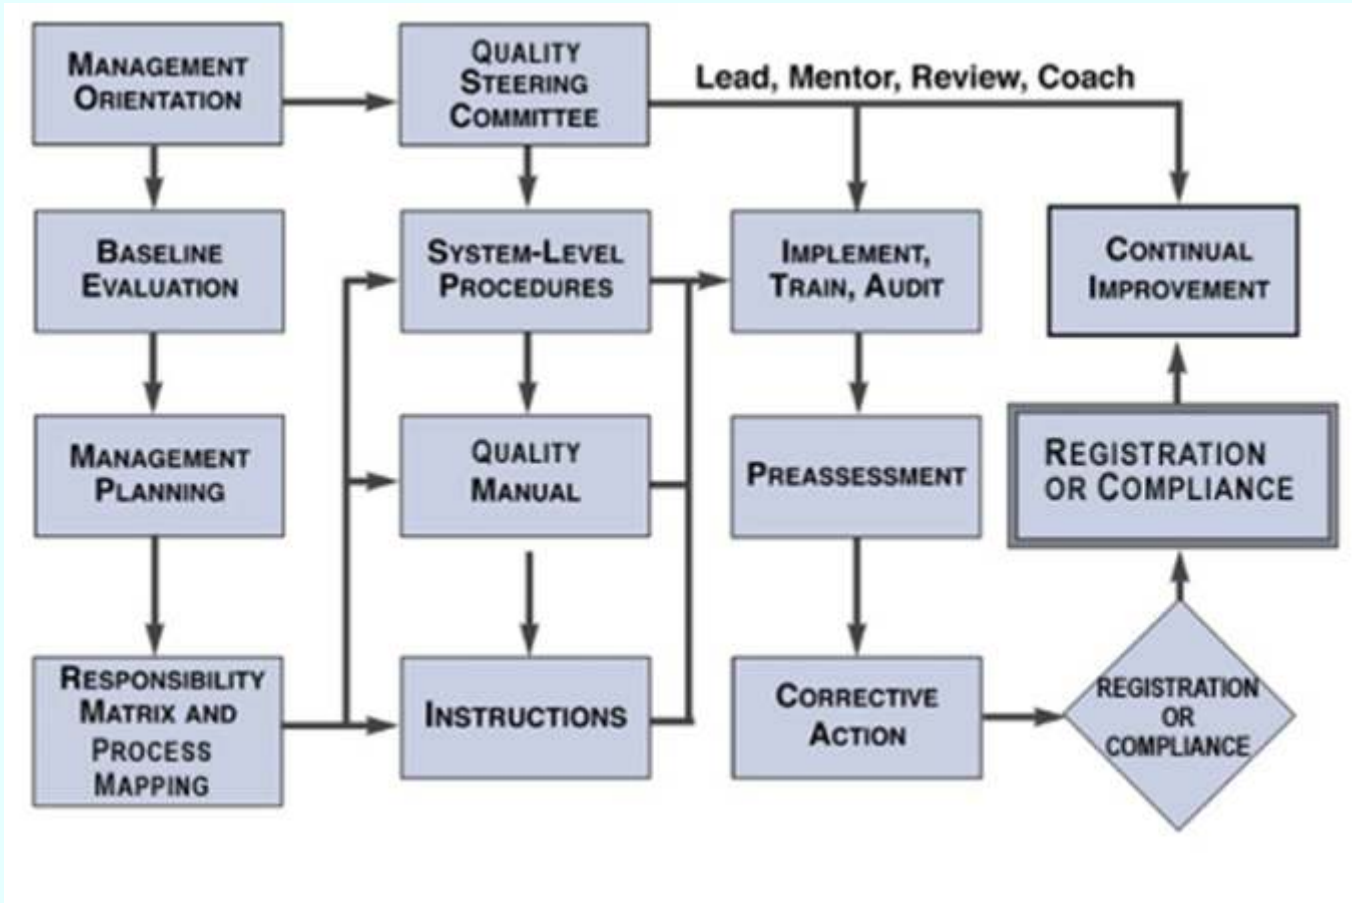 MANAGEMENT
ORIENTATION
QUALITY
STEERING
COMMITTEE
Lead, Mentor, Review, Coach
BASELINE
EVALUATION
SYSTEM-LEVEL
PROCEDURES
IMPLEMENT,
TRAIN, AUDIT
CONTINUAL
IMPROVEMENT
MANAGEMENT
PLANNING
QUALITY
MANUAL
PREASSESSMENT
REGISTRATION
OR COMPLIANCE
RESPONSIBILITY
MATRIX AND
PROCESS
MAPPING
INSTRUCTIONS
CORRECTIVE
ACTION
REGISTRATION
OR
COMPLIANCE